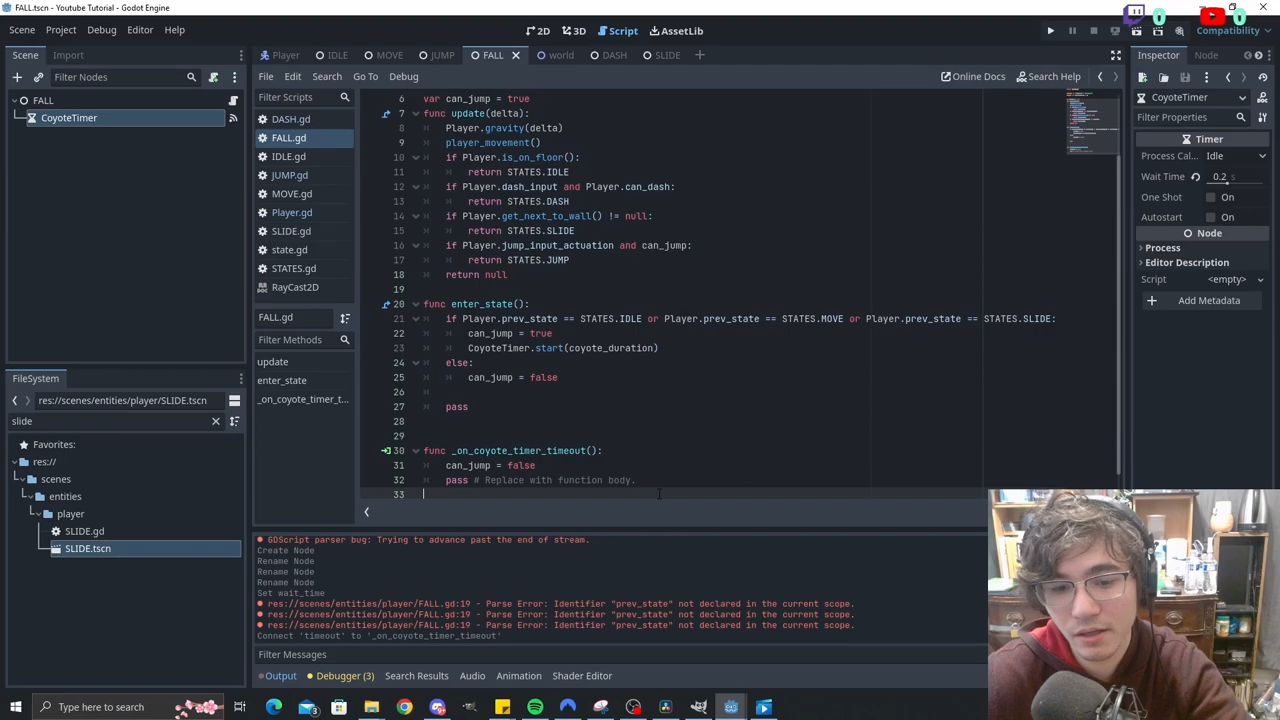 FALL.tscn - Youtube Tutorial - Godot Engine
Scene Project Debug Editor Help
2D 3D Script AssetLib
0 0
Compatibility
Scene Import
Player IDLE MOVE JUMP FALL world DASH SLIDE
Inspector Node
Filter Nodes
File Edit Search Go To Debug
Online Docs Search Help
FALL
CoyoteTimer
Filter Scripts
DASH.gd
FALL.gd
IDLE.gd
JUMP.gd
MOVE.gd
Player.gd
SLIDE.gd
state.gd
STATES.gd
RayCast2D
FALL.gd
Filter Methods
update
enter_state
_on_coyote_timer_t...
6 var can_jump = true
7 func update(delta):
8 Player.gravity(delta)
9 player_movement()
10 if Player.is_on_floor():
11 return STATES.IDLE
12 if Player.dash_input and Player.can_dash:
13 return STATES.DASH
14 if Player.get_next_to_wall() != null:
15 return STATES.SLIDE
16 if Player.jump_input_actuation and can_jump:
17 return STATES.JUMP
18 return null
19
20 func enter_state():
21 if Player.prev_state == STATES.IDLE or Player.prev_state == STATES.MOVE or Player.prev_state == STATES.SLIDE:
22 can_jump = true
23 CoyoteTimer.start(coyote_duration)
24 else:
25 can_jump = false
26
27 pass
28
29
30 func _on_coyote_timer_timeout():
31 can_jump = false
32 pass # Replace with function body.
33
CoyoteTimer
Filter Properties
Timer
Process Cal... Idle
Wait Time 0.2 s
One Shot On
Autostart On
Node
Process
Editor Description
Script <empty>
Add Metadata
FileSystem
res://scenes/entities/player/SLIDE.tscn
slide
Favorites:
res://
scenes
entities
player
SLIDE.gd
SLIDE.tscn
GDScript parser bug: Trying to advance past the end of stream.
Create Node
Rename Node
Rename Node
Rename Node
Set wait_time
res://scenes/entities/player/FALL.gd:19 - Parse Error: Identifier "prev_state" not declared in the current scope.
res://scenes/entities/player/FALL.gd:19 - Parse Error: Identifier "prev_state" not declared in the current scope.
res://scenes/entities/player/FALL.gd:19 - Parse Error: Identifier "prev_state" not declared in the current scope.
Connect 'timeout' to '_on_coyote_timer_timeout'
Filter Messages
Output Debugger (3) Search Results Audio Animation Shader Editor
Type here to search